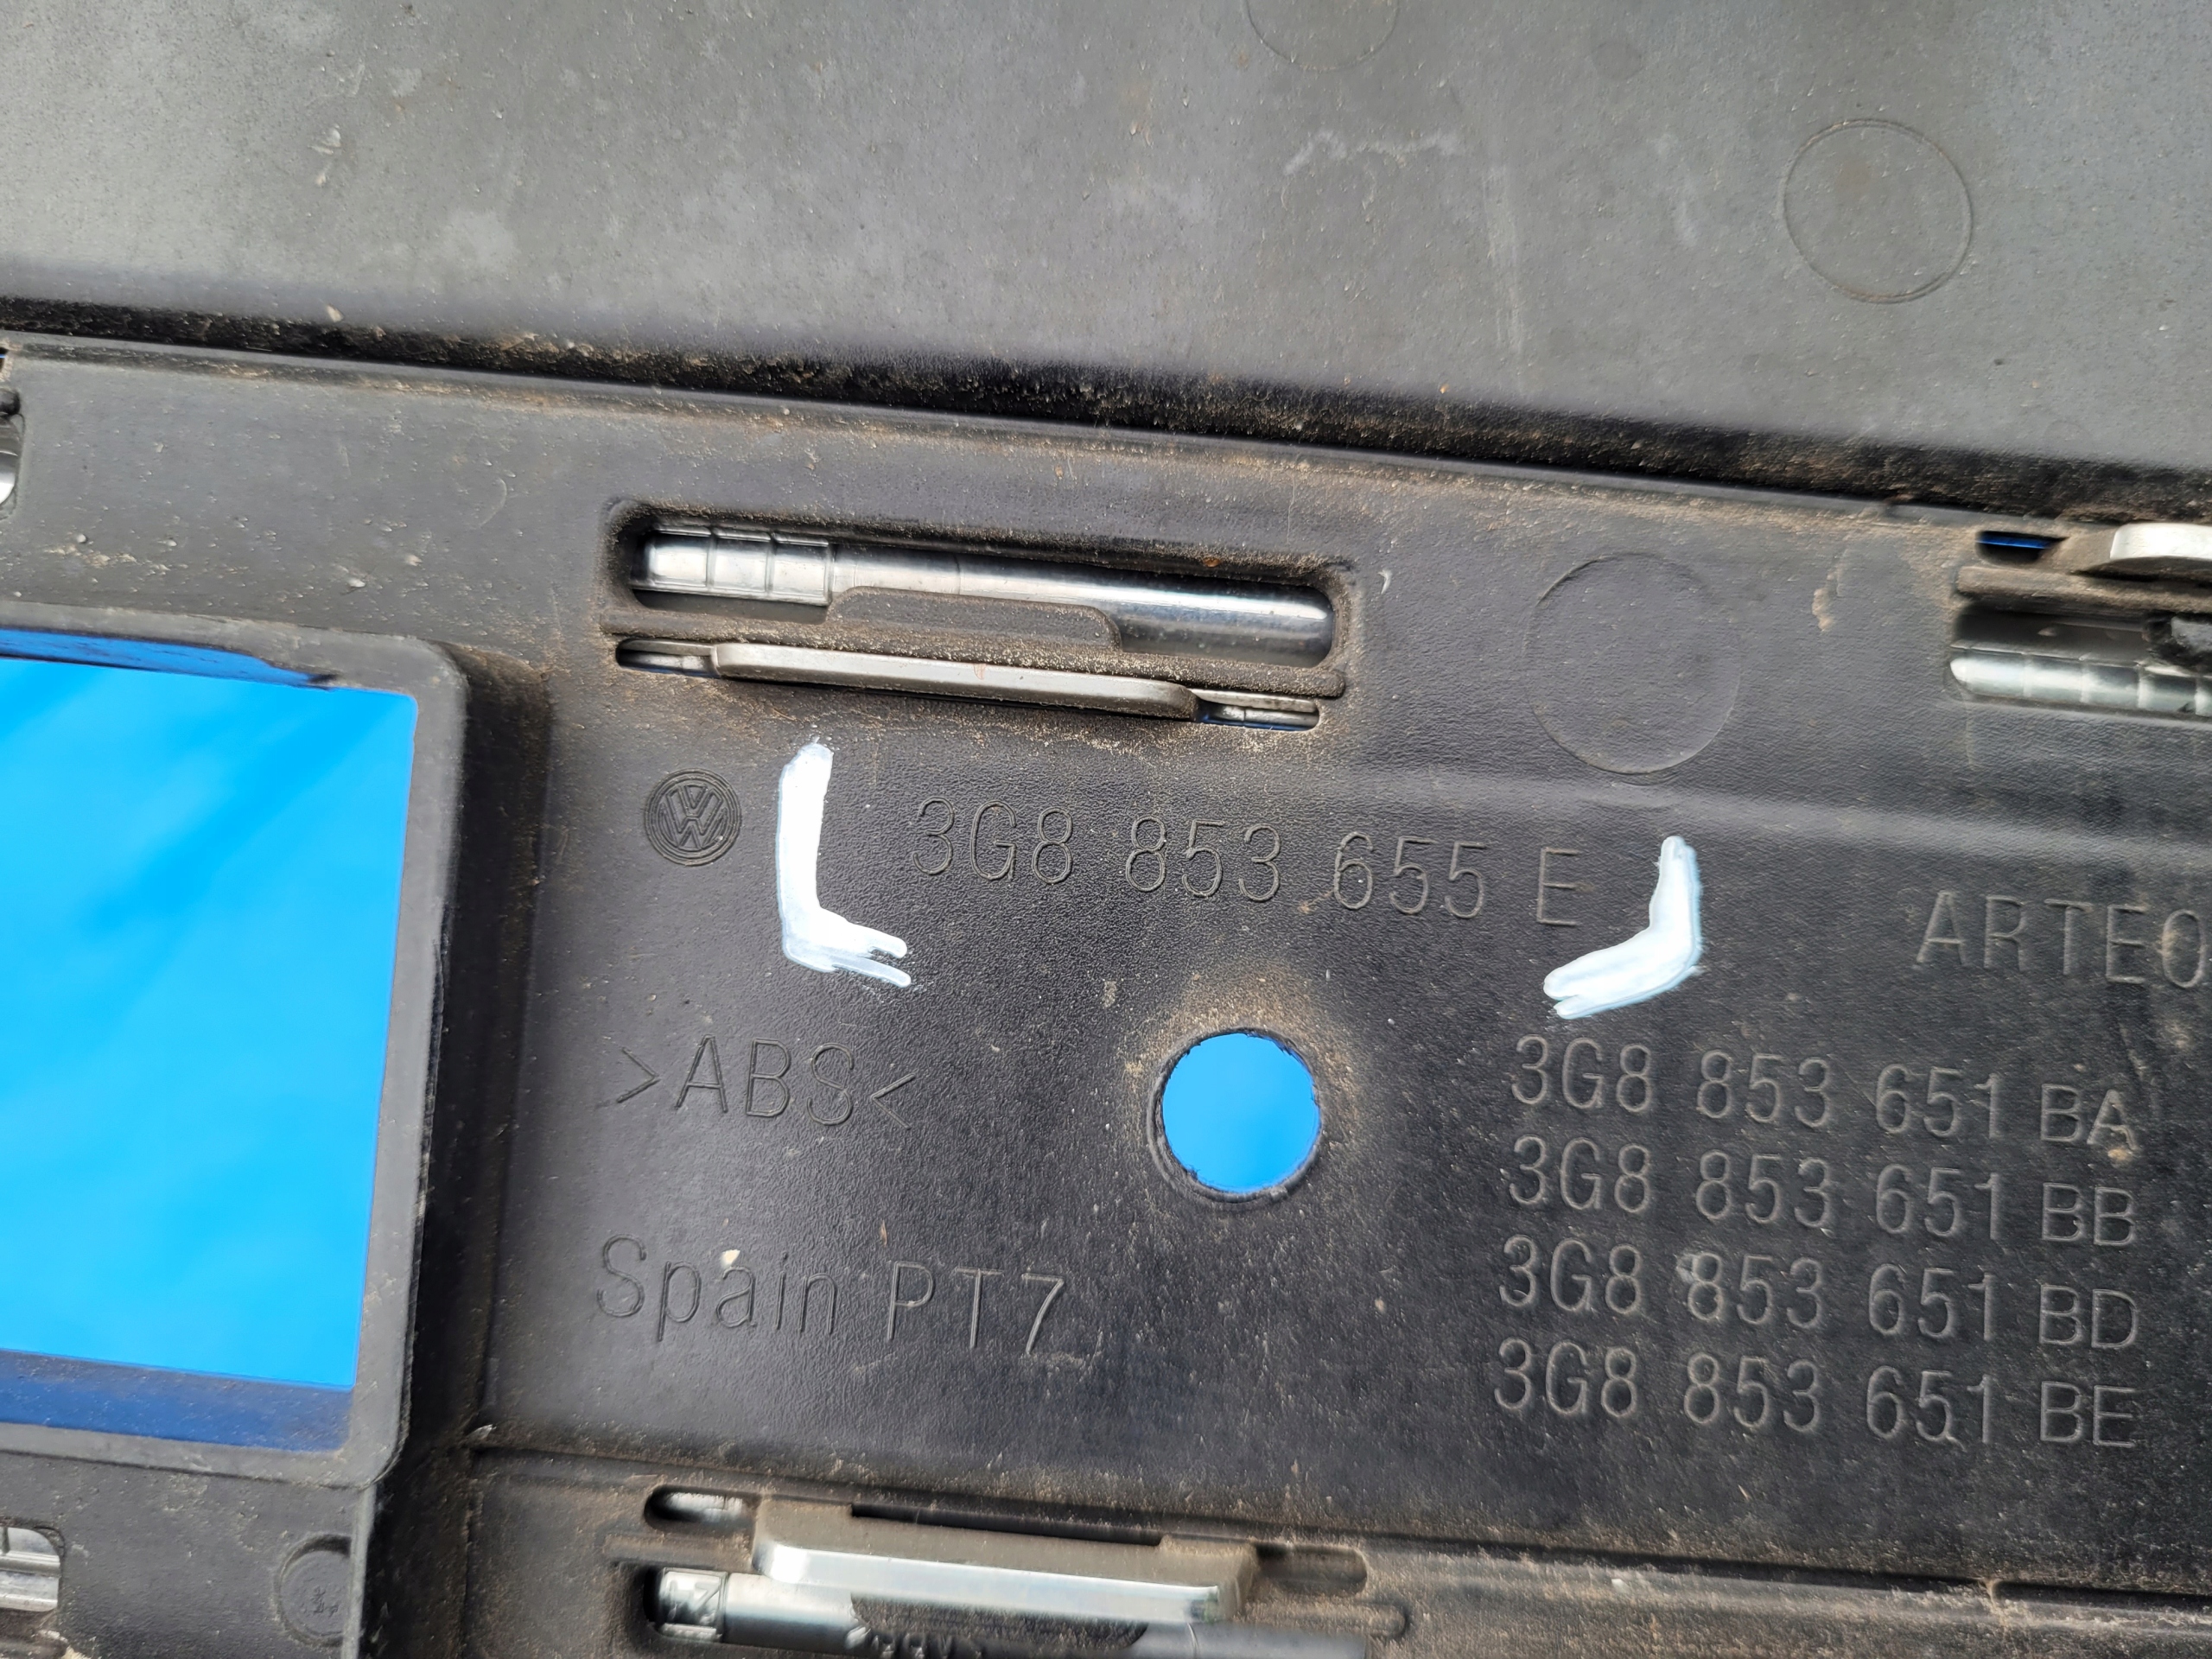 3G8 853 655 E
ARTEO
>ABS<
3G8 853 651 BA
3G8 853 651 BB
3G8 853 651 BD
3G8 853 651 BE
Spain PT7